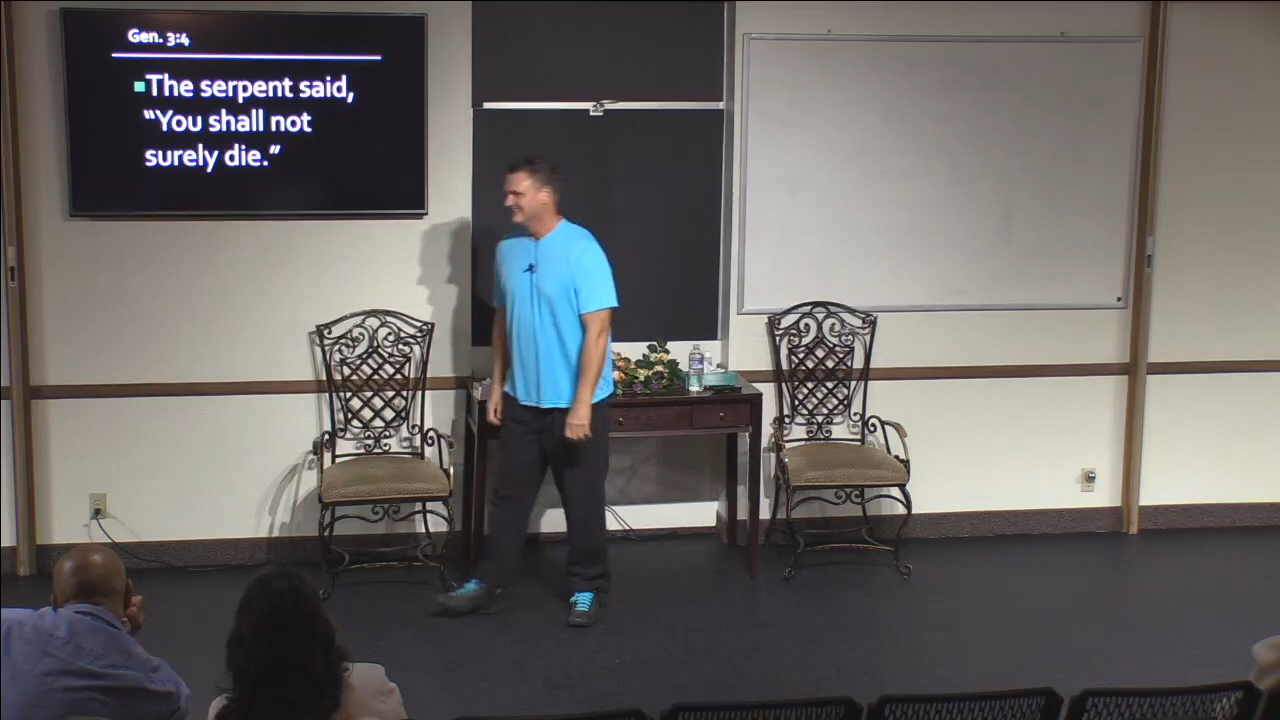 Gen. 3:4
The serpent said,
“You shall not
surely die.”